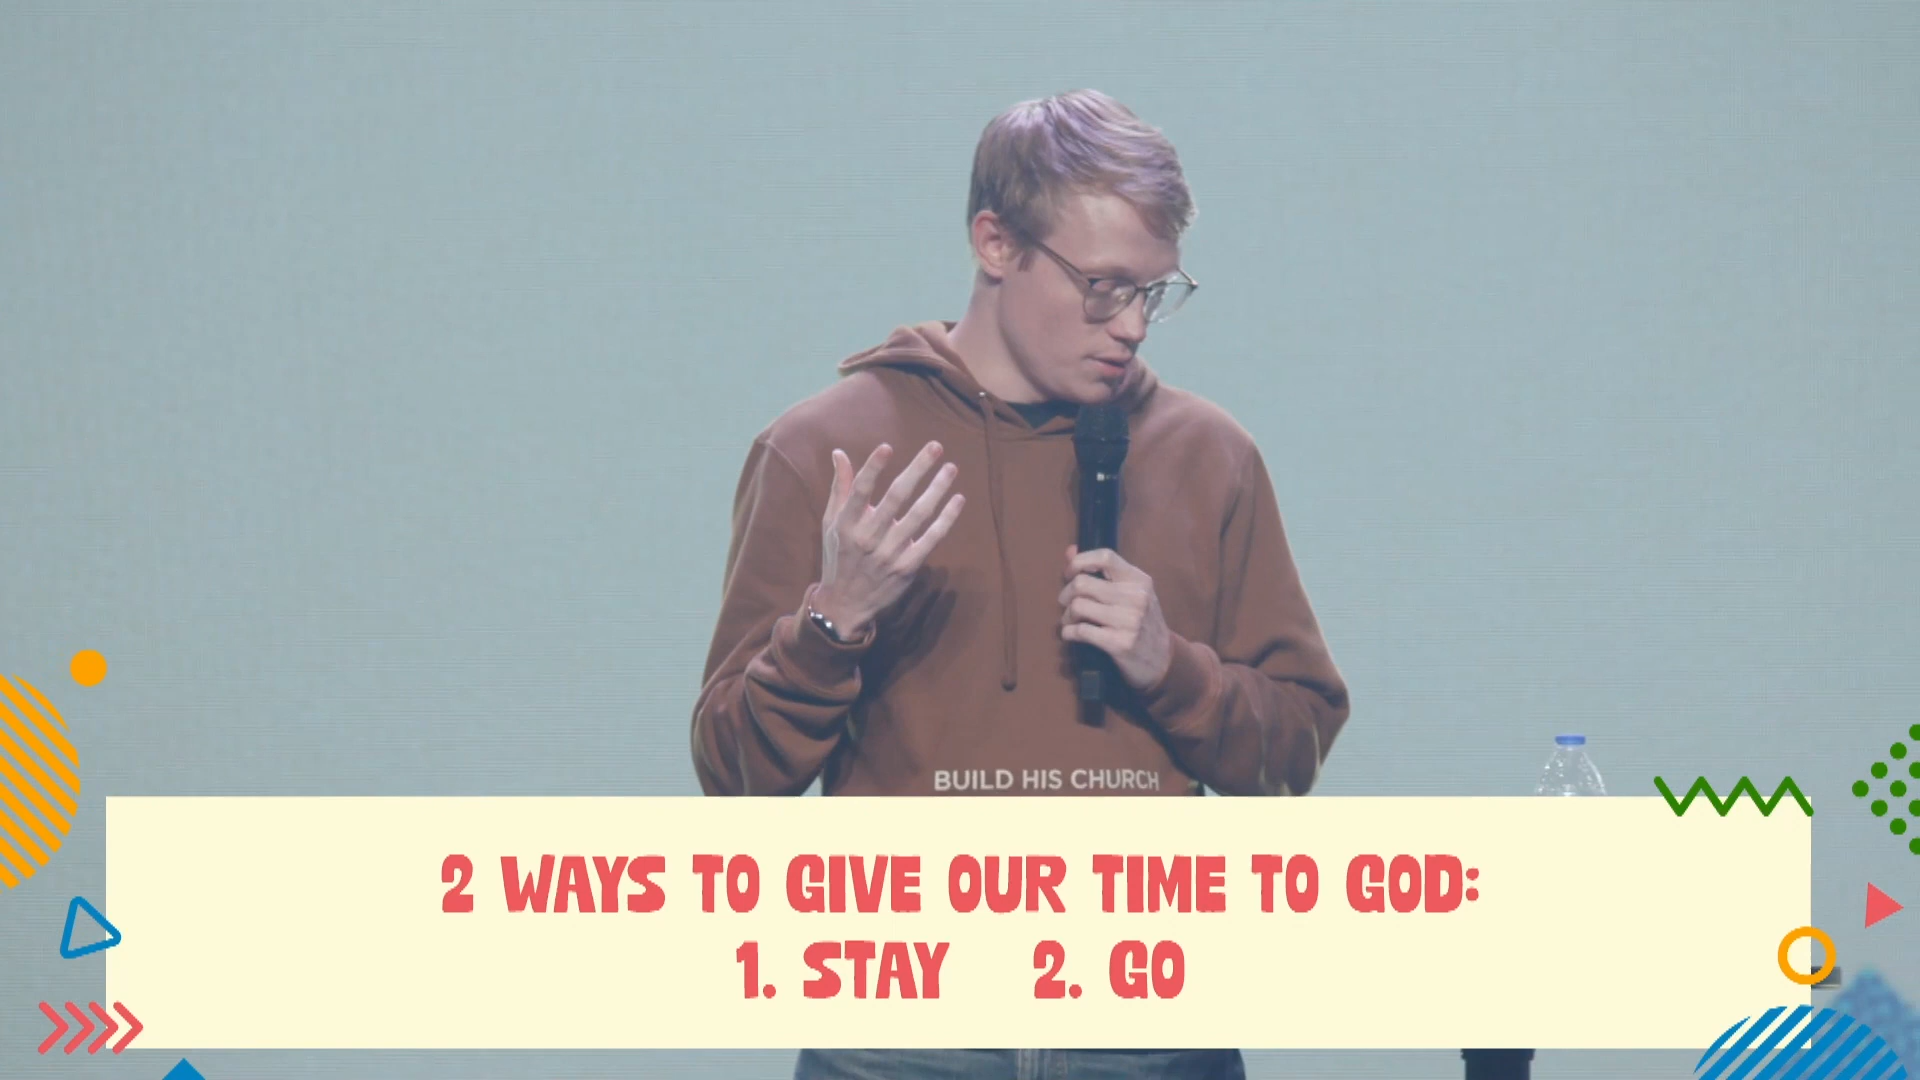 BUILD HIS CHURCH
2 WAYS TO GIVE OUR TIME TO GOD:
1. STAY 2. GO